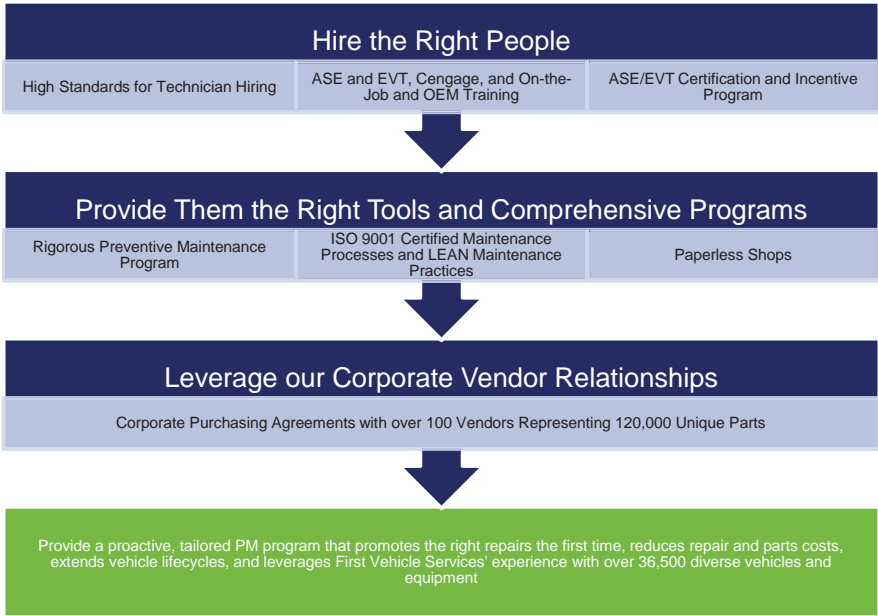 Hire the Right People
High Standards for Technician Hiring
ASE and EVT, Cengage, and On-the-
Job and OEM Training
ASE/EVT Certification and Incentive
Program
Provide Them the Right Tools and Comprehensive Programs
Rigorous Preventive Maintenance
Program
ISO 9001 Certified Maintenance
Processes and LEAN Maintenance
Practices
Paperless Shops
Leverage our Corporate Vendor Relationships
Corporate Purchasing Agreements with over 100 Vendors Representing 120,000 Unique Parts
Provide a proactive, tailored PM program that promotes the right repairs the first time, reduces repair and parts costs,
extends vehicle lifecycles, and leverages First Vehicle Services' experience with over 36,500 diverse vehicles and
equipment